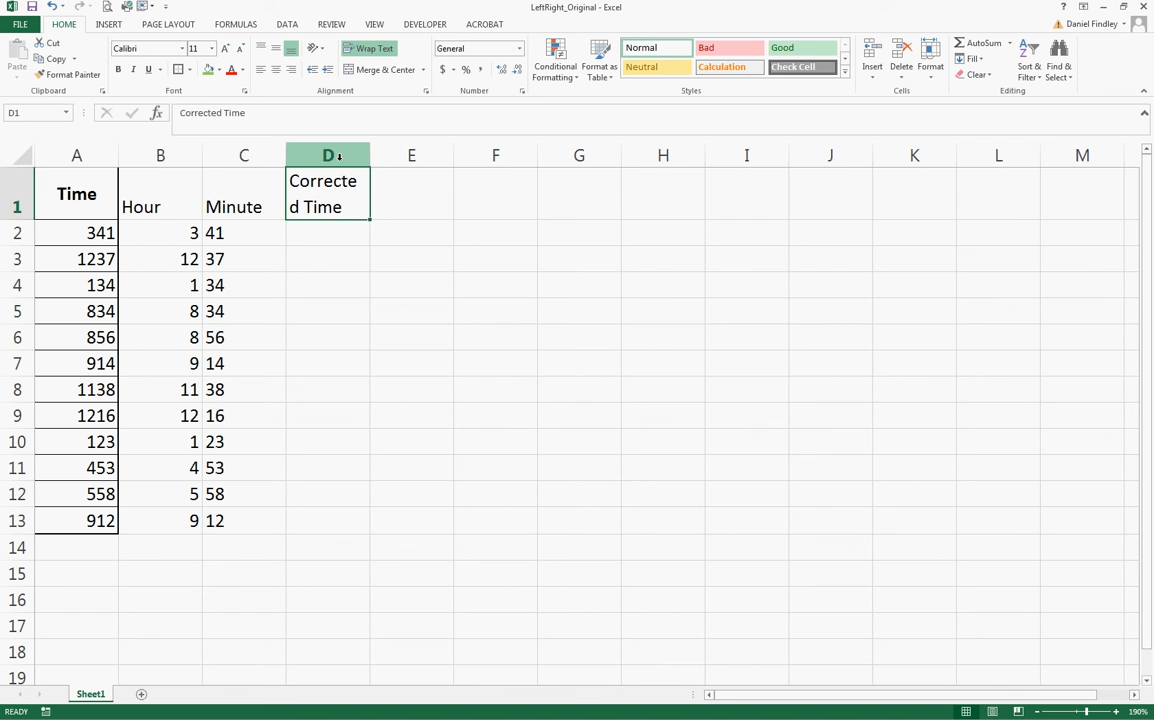 LeftRight_Original - Excel
FILE HOME INSERT PAGE LAYOUT FORMULAS DATA REVIEW VIEW DEVELOPER ACROBAT
Daniel Findley
Paste
Cut
Copy
Format Painter
Clipboard
Calibri 11
B I U
Font
Wrap Text
Merge & Center
Alignment
General
$ % ,
Number
Conditional Formatting
Format as Table
Normal Bad Good
Neutral Calculation Check Cell
Styles
Insert Delete Format
Cells
AutoSum
Fill
Clear
Sort & Filter
Find & Select
Editing
D1 fx Corrected Time
A B C D E F G H I J K L M
1 Time Hour Minute Correcte
d Time
2 341 3 41
3 1237 12 37
4 134 1 34
5 834 8 34
6 856 8 56
7 914 9 14
8 1138 11 38
9 1216 12 16
10 123 1 23
11 453 4 53
12 558 5 58
13 912 9 12
14
15
16
17
18
19
Sheet1
READY 190%